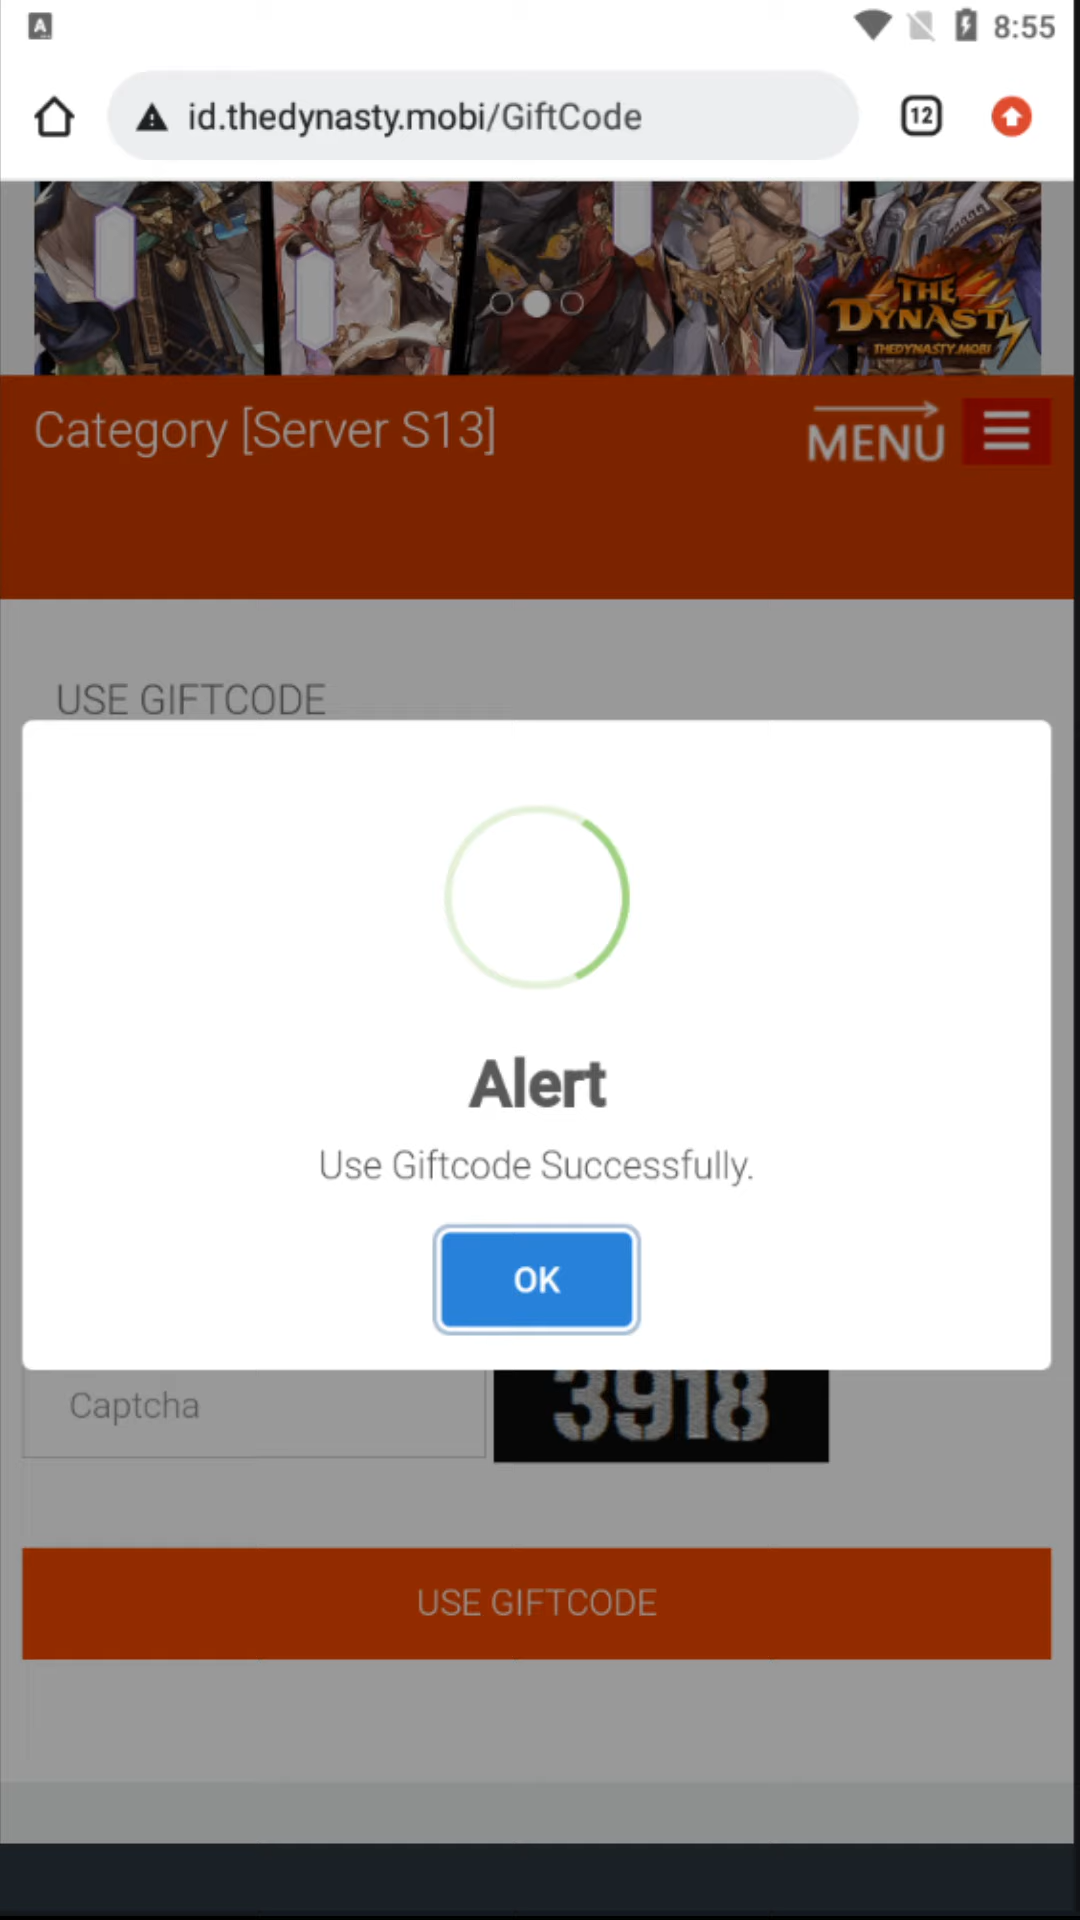 A
8:55
id.thedynasty.mobi/GiftCode
12
THE
DYNASTY
THEDYNASTY.MOBI
Category [Server S13]
MENU
USE GIFTCODE
Alert
Use Giftcode Successfully.
OK
Captcha
3918
USE GIFTCODE